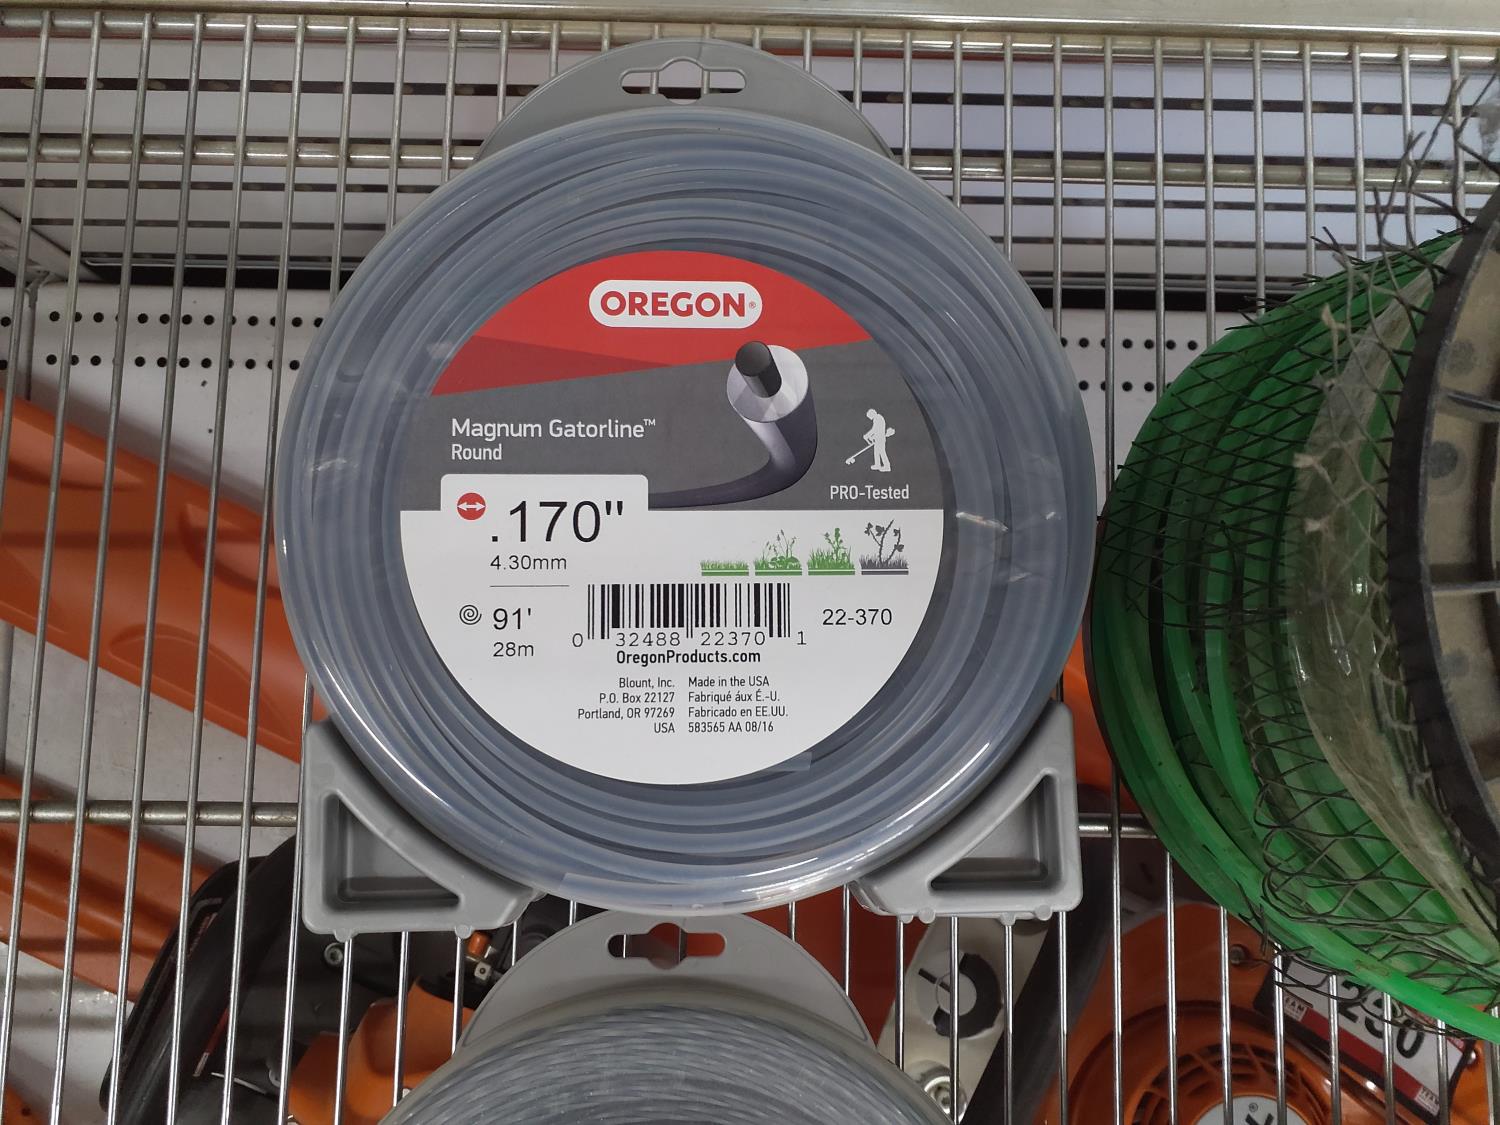 OREGON®
Magnum Gatorline™
Round
PRO-Tested
.170"
4.30mm
91'
28m
22-370
0 32488 22370 1
OregonProducts.com
Blount, Inc.
P.O. Box 22127
Portland, OR 97269
USA
Made in the USA
Fabriqué áux É.-U.
Fabricado en EE.UU.
583565 AA 08/16
250